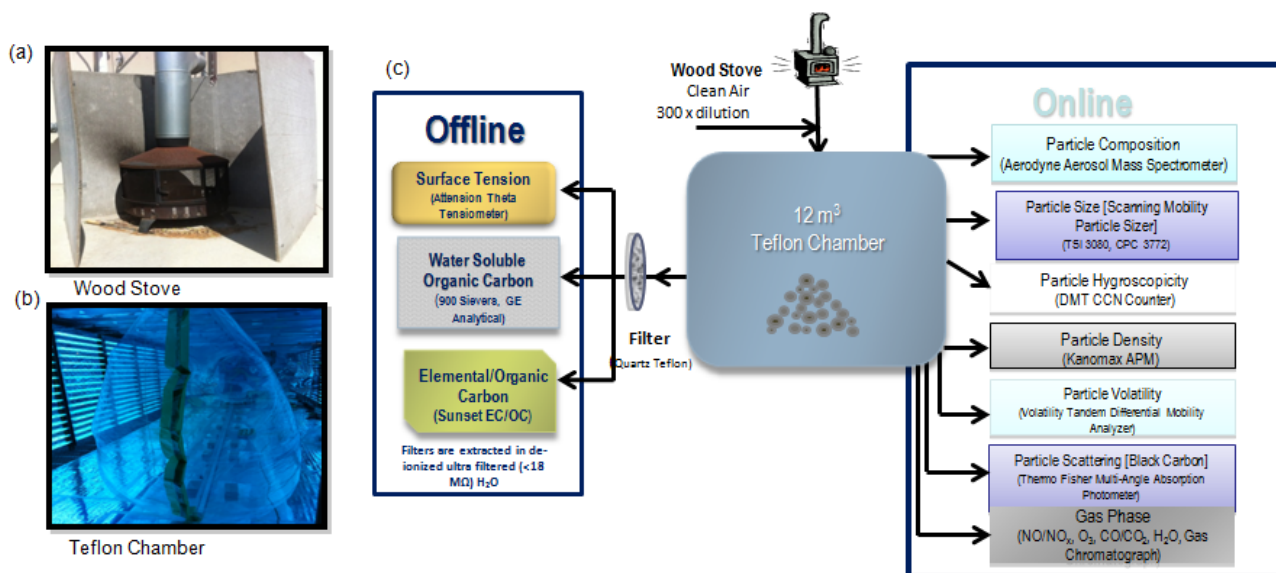 (a)
Wood Stove
(b)
Teflon Chamber
(c)
Offline
Surface Tension
(Attension Theta
Tensiometer)
Water Soluble
Organic Carbon
(900 Sievers, GE
Analytical)
Elemental/Organic
Carbon
(Sunset EC/OC)
Filters are extracted in de-
ionized ultra filtered (<18
MΩ) H₂O
Filter
(Quartz Teflon)
Wood Stove
Clean Air
300 x dilution
12 m³
Teflon Chamber
Online
Particle Composition
(Aerodyne Aerosol Mass Spectrometer)
Particle Size [Scanning Mobility
Particle Sizer]
(TSI 3080, CPC 3772)
Particle Hygroscopicity
(DMT CCN Counter)
Particle Density
(Kanomax APM)
Particle Volatility
(Volatility Tandem Differential Mobility
Analyzer)
Particle Scattering [Black Carbon]
(Thermo Fisher Multi-Angle Absorption
Photometer)
Gas Phase
(NO/NOₓ, O₃, CO/CO₂, H₂O, Gas
Chromatograph)